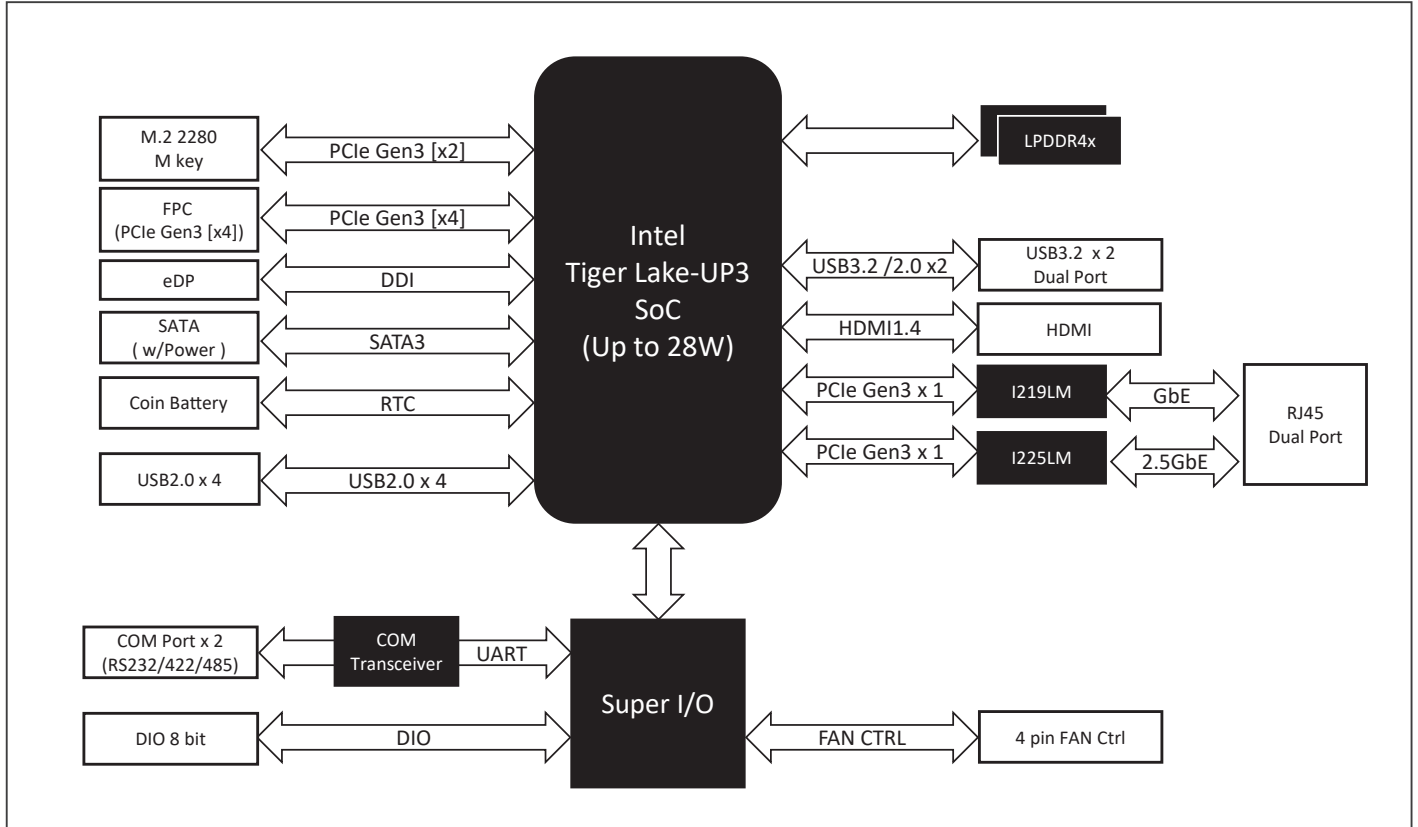 M.2 2280
M key
PCIe Gen3 [x2]
FPC
(PCIe Gen3 [x4])
PCIe Gen3 [x4]
eDP
DDI
SATA
( w/Power )
SATA3
Coin Battery
RTC
USB2.0 x 4
USB2.0 x 4
Intel
Tiger Lake-UP3
SoC
(Up to 28W)
LPDDR4x
USB3.2 /2.0 x2
USB3.2 x 2
Dual Port
HDMI1.4
HDMI
PCIe Gen3 x 1
I219LM
GbE
PCIe Gen3 x 1
I225LM
2.5GbE
RJ45
Dual Port
COM Port x 2
(RS232/422/485)
COM
Transceiver
UART
Super I/O
DIO 8 bit
DIO
FAN CTRL
4 pin FAN Ctrl